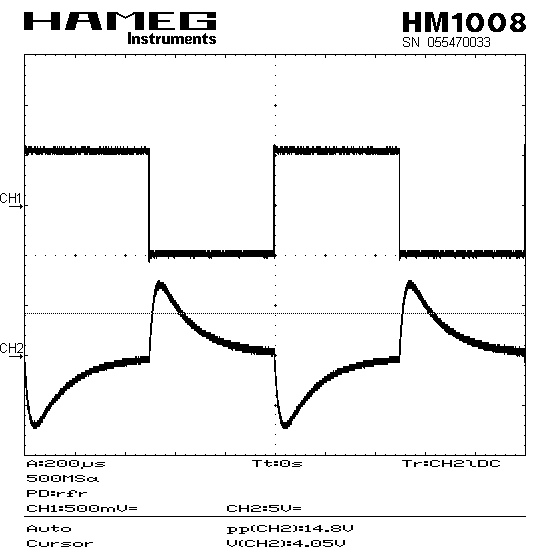 HAMEG
Instruments
HM1008
SN 055470033
CH1
CH2
A:200µs Tt:0s Tr:CH2↿DC
500MSa
PD:rfr
CH1:500mV= CH2:5V=
Auto pp(CH2):14.8V
Cursor V(CH2):4.05V